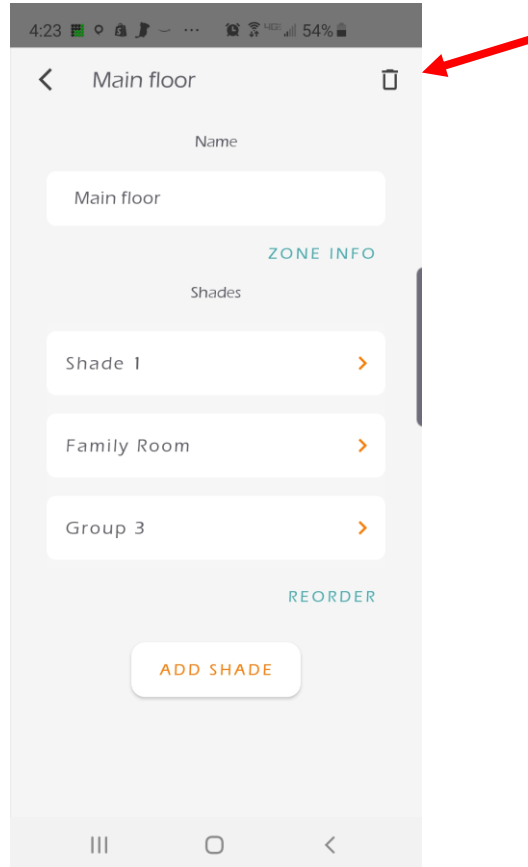 4:23 54%
Main floor
Name
Main floor
ZONE INFO
Shades
Shade 1
Family Room
Group 3
REORDER
ADD SHADE